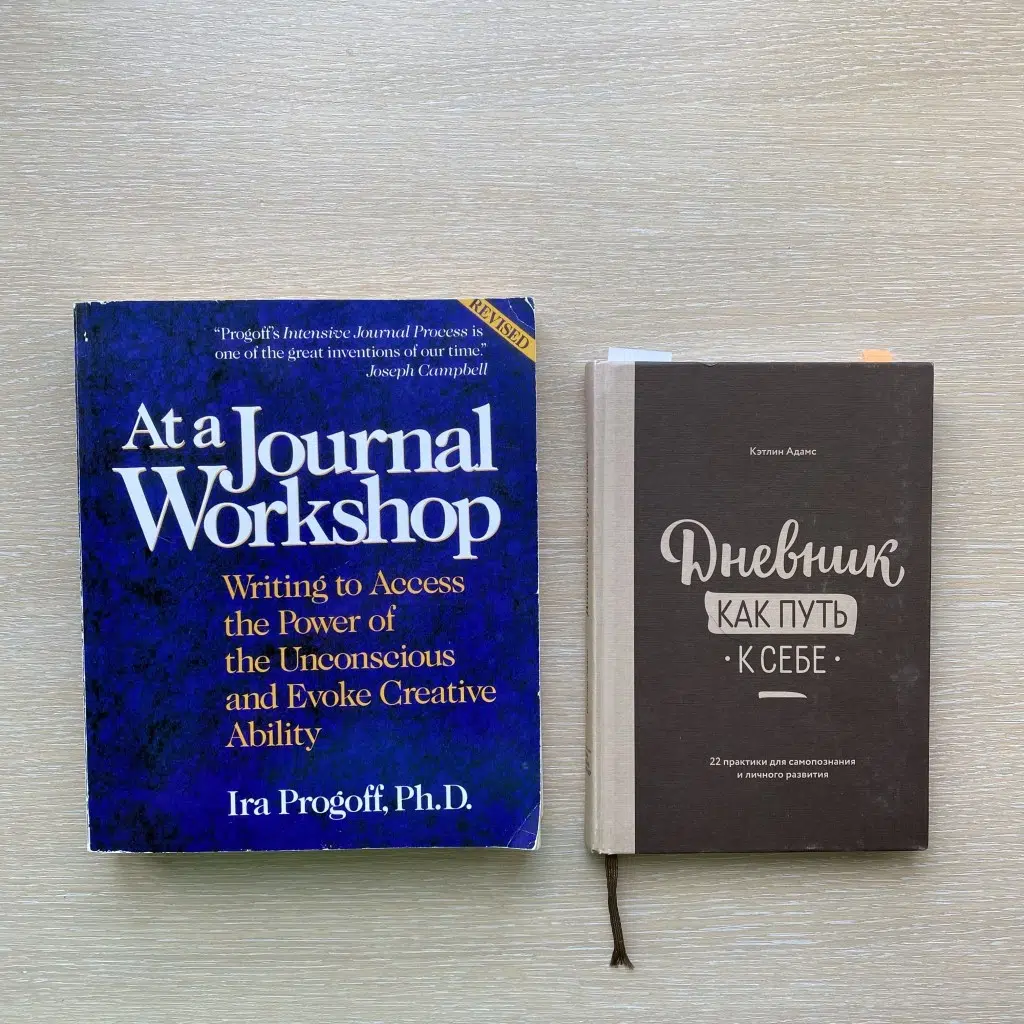 REVISED
“Progoff’s Intensive Journal Process is
one of the great inventions of our time.”
Joseph Campbell
At a Journal
Workshop
Writing to Access
the Power of
the Unconscious
and Evoke Creative
Ability
Ira Progoff, Ph.D.
Кэтлин Адамс
Дневник
КАК ПУТЬ
· К СЕБЕ ·
22 практики для самопознания
и личного развития